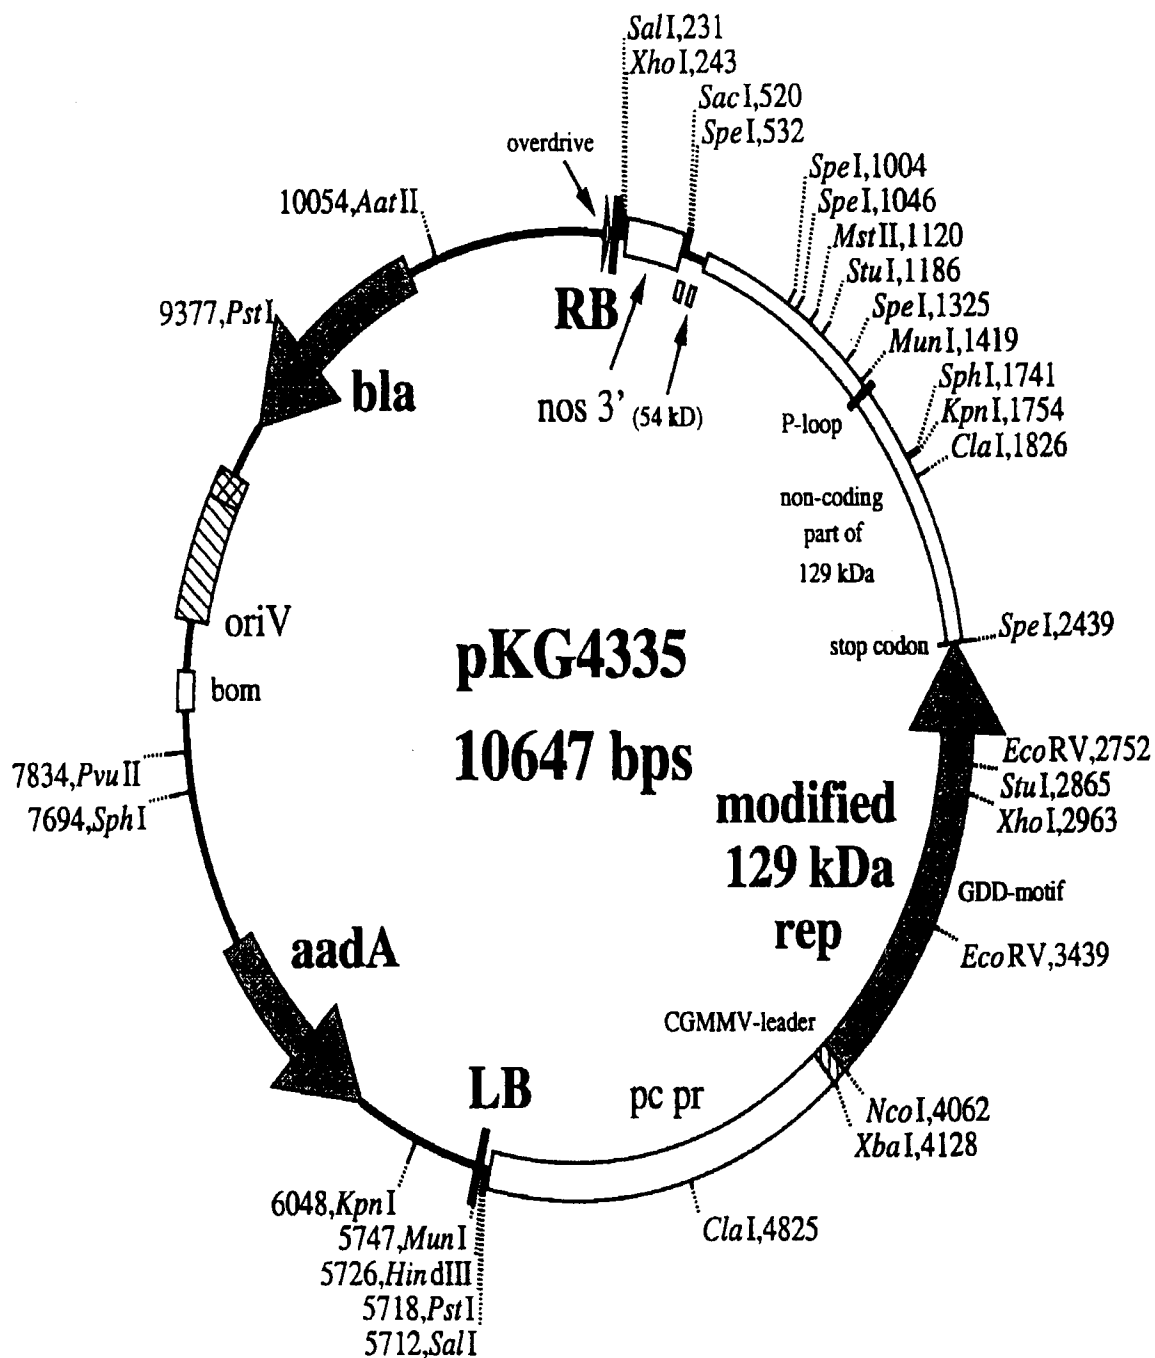 SalI,231
XhoI,243
SacI,520
SpeI,532
overdrive
SpeI,1004
SpeI,1046
MstII,1120
StuI,1186
SpeI,1325
MunI,1419
SphI,1741
KpnI,1754
ClaI,1826
10054,AatII
9377,PstI
RB
bla
nos 3' (54 kD)
P-loop
non-coding
part of
129 kDa
oriV
bom
stop codon
SpeI,2439
pKG4335
10647 bps
7834,PvuII
7694,SphI
EcoRV,2752
StuI,2865
XhoI,2963
modified
129 kDa
rep
GDD-motif
EcoRV,3439
aadA
CGMMV-leader
LB
pc pr
NcoI,4062
XbaI,4128
ClaI,4825
6048,KpnI
5747,MunI
5726,HindIII
5718,PstI
5712,SalI